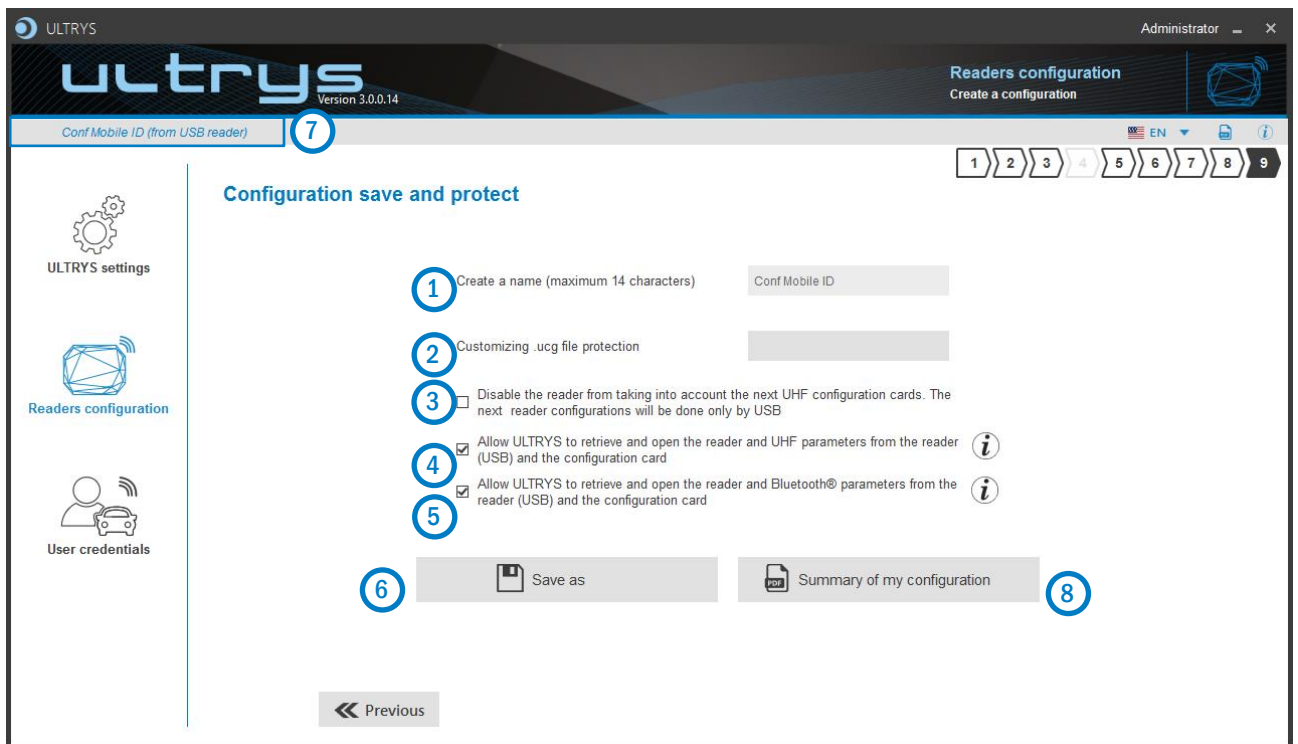 ULTRYS
Administrator
ultrys
Version 3.0.0.14
Readers configuration
Create a configuration
Conf Mobile ID (from USB reader)
7
EN
i
1 2 3 4 5 6 7 8 9
Configuration save and protect
ULTRYS settings
1
Create a name (maximum 14 characters)
Conf Mobile ID
2
Customizing .ucg file protection
Readers configuration
3
Disable the reader from taking into account the next UHF configuration cards. The
next reader configurations will be done only by USB
4
Allow ULTRYS to retrieve and open the reader and UHF parameters from the reader
(USB) and the configuration card
i
5
Allow ULTRYS to retrieve and open the reader and Bluetooth® parameters from the
reader (USB) and the configuration card
i
User credentials
6
Save as
PDF
Summary of my configuration
8
Previous